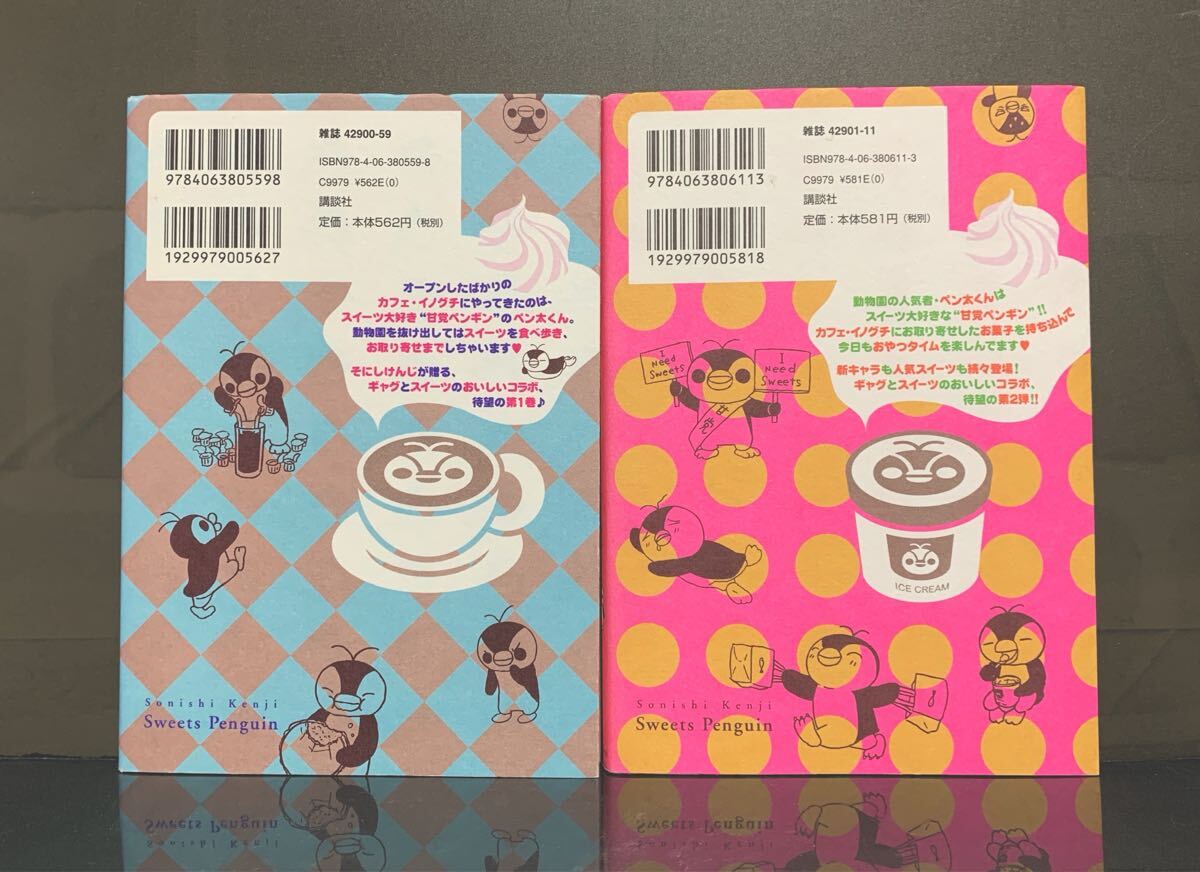 雑誌 42900-59
ISBN978-4-06-380559-8
C9979 ¥562E(0)
講談社
定価：本体562円（税別）
9784063805598
1929979005627
オープンしたばかりの
カフェ・イノグチにやってきたのは、
スイーツ大好き“甘覚ペンギン”のペン太くん。
動物園を抜け出してはスイーツを食べ歩き、
お取り寄せまでしちゃいます♥
そにしけんじが贈る、
ギャグとスイーツのおいしいコラボ、
待望の第1巻♪
Sonishi Kenji
Sweets Penguin
雑誌 42901-11
ISBN978-4-06-380611-3
C9979 ¥581E(0)
講談社
定価：本体581円（税別）
9784063806113
1929979005818
動物園の人気者・ペン太くんは
スイーツ大好きな“甘覚ペンギン”!!
カフェ・イノグチにお取り寄せしたお菓子を持ち込んで
今日もおやつタイムを楽しんでます♥
新キャラも人気スイーツも続々登場！
ギャグとスイーツのおいしいコラボ、
待望の第2弾!!
I
Need
Sweets
I
Need
Sweets
甘覚
ICE CREAM
Sonishi Kenji
Sweets Penguin